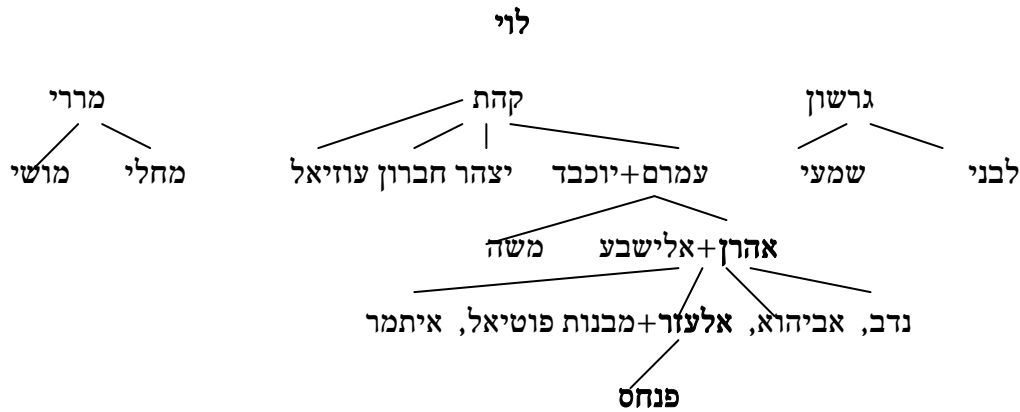 לוי
גרשון קהת מררי
לבני שמעי עמרם+יוכבד יצהר חברון עוזיאל מחלי מושי
אהרן+אלישבע משה
נדב, אביהוא, אלעזר+מבנות פוטיאל, איתמר
פנחס